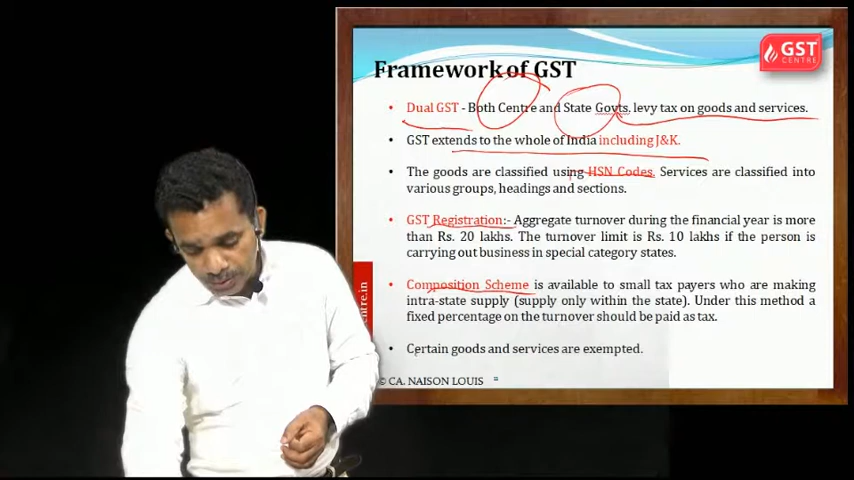 GST
CENTRE
Framework of GST
• Dual GST - Both Centre and State Govts. levy tax on goods and services.
• GST extends to the whole of India including J&K.
• The goods are classified using HSN Codes. Services are classified into
various groups, headings and sections.
• GST Registration:- Aggregate turnover during the financial year is more
than Rs. 20 lakhs. The turnover limit is Rs. 10 lakhs if the person is
carrying out business in special category states.
• Composition Scheme is available to small tax payers who are making
intra-state supply (supply only within the state). Under this method a
fixed percentage on the turnover should be paid as tax.
• Certain goods and services are exempted.
© CA. NAISON LOUIS
ntre.in